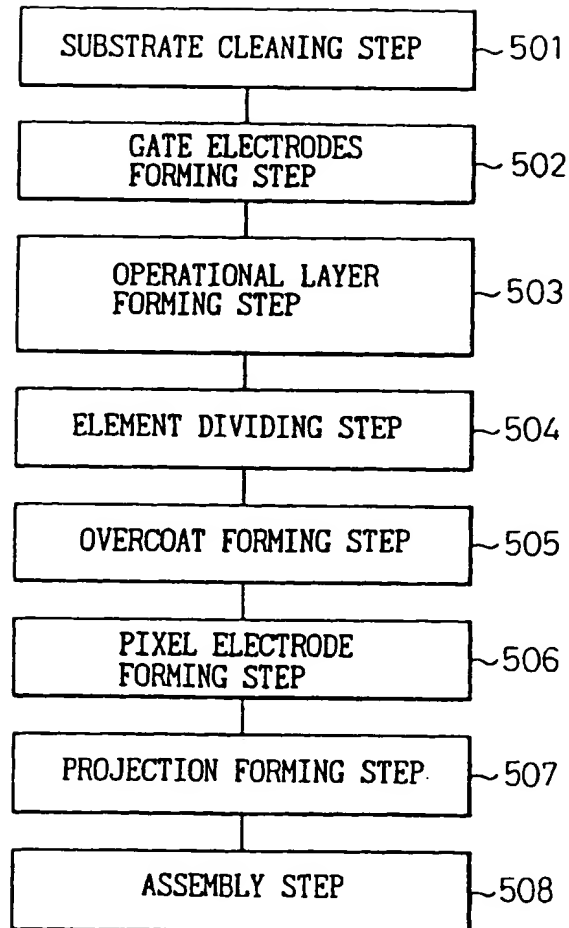 SUBSTRATE CLEANING STEP 501
GATE ELECTRODES 502
FORMING STEP
OPERATIONAL LAYER 503
FORMING STEP
ELEMENT DIVIDING STEP 504
OVERCOAT FORMING STEP 505
PIXEL ELECTRODE 506
FORMING STEP
PROJECTION FORMING STEP 507
ASSEMBLY STEP 508